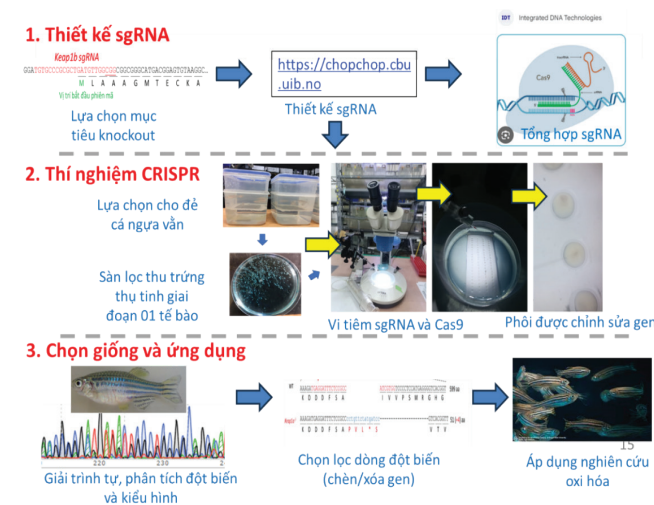 1. Thiết kế sgRNA
Keap1b sgRNA
M L A A A G M T E C K A
Vị trí bắt đầu phiên mã
Lựa chọn mục
tiêu knockout
https://chopchop.cbu
.uib.no
Thiết kế sgRNA
IDT Integrated DNA Technologies
Cas9
Tổng hợp sgRNA
2. Thí nghiệm CRISPR
Lựa chọn cho đẻ
cá ngựa vằn
Sàn lọc thu trứng
thụ tinh giai
đoạn 01 tế bào
Vi tiêm sgRNA và Cas9
Phôi được chỉnh sửa gen
3. Chọn giống và ứng dụng
220 230 2
Giải trình tự, phân tích đột biến
và kiểu hình
WT
599 aa
K D D D F S A I V V P S M R G H G
K D D D F S A P V L * S V T V
Chọn lọc dòng đột biến
(chèn/xóa gen)
15
Áp dụng nghiên cứu
oxi hóa